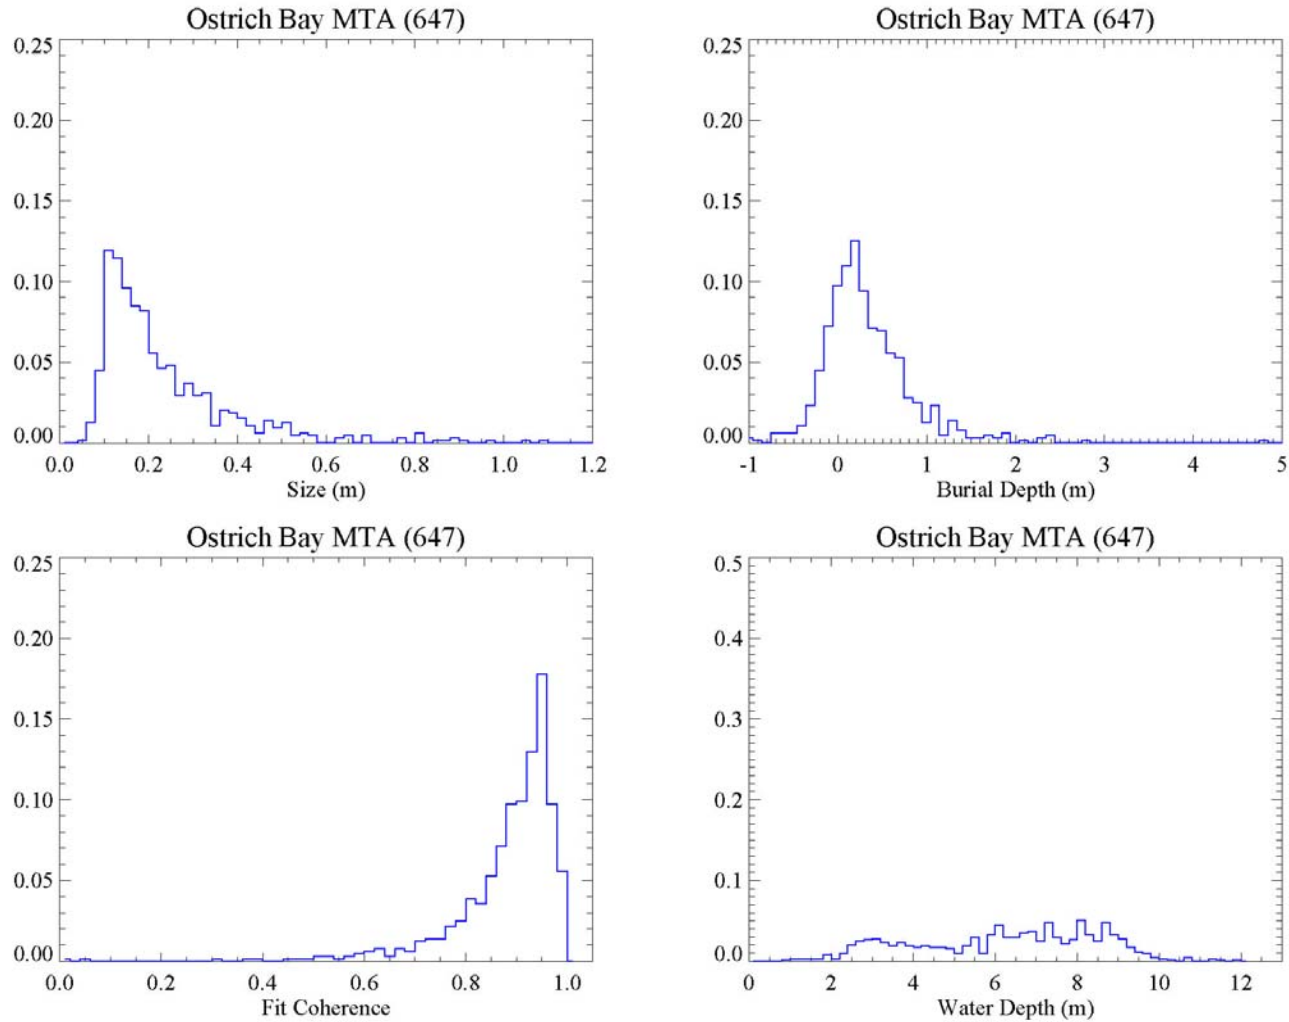 Ostrich Bay MTA (647)
0.25
0.20
0.15
0.10
0.05
0.00
0.0 0.2 0.4 0.6 0.8 1.0 1.2
Size (m)
Ostrich Bay MTA (647)
0.25
0.20
0.15
0.10
0.05
0.00
-1 0 1 2 3 4 5
Burial Depth (m)
Ostrich Bay MTA (647)
0.25
0.20
0.15
0.10
0.05
0.00
0.0 0.2 0.4 0.6 0.8 1.0
Fit Coherence
Ostrich Bay MTA (647)
0.5
0.4
0.3
0.2
0.1
0.0
0 2 4 6 8 10 12
Water Depth (m)